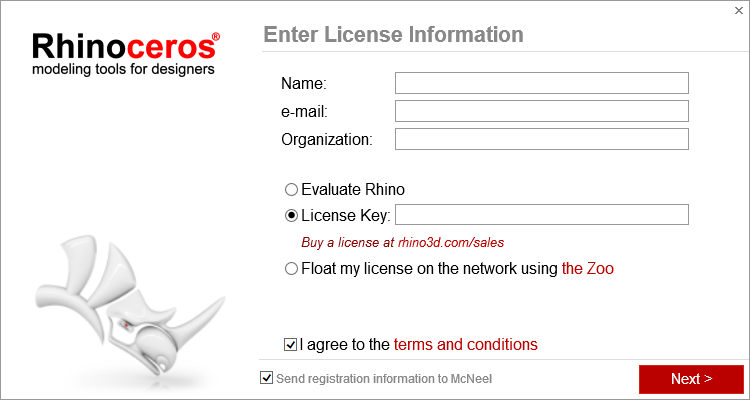 Rhinoceros®
modeling tools for designers
Enter License Information
Name:
e-mail:
Organization:
Evaluate Rhino
License Key:
Buy a license at rhino3d.com/sales
Float my license on the network using the Zoo
I agree to the terms and conditions
Send registration information to McNeel
Next >